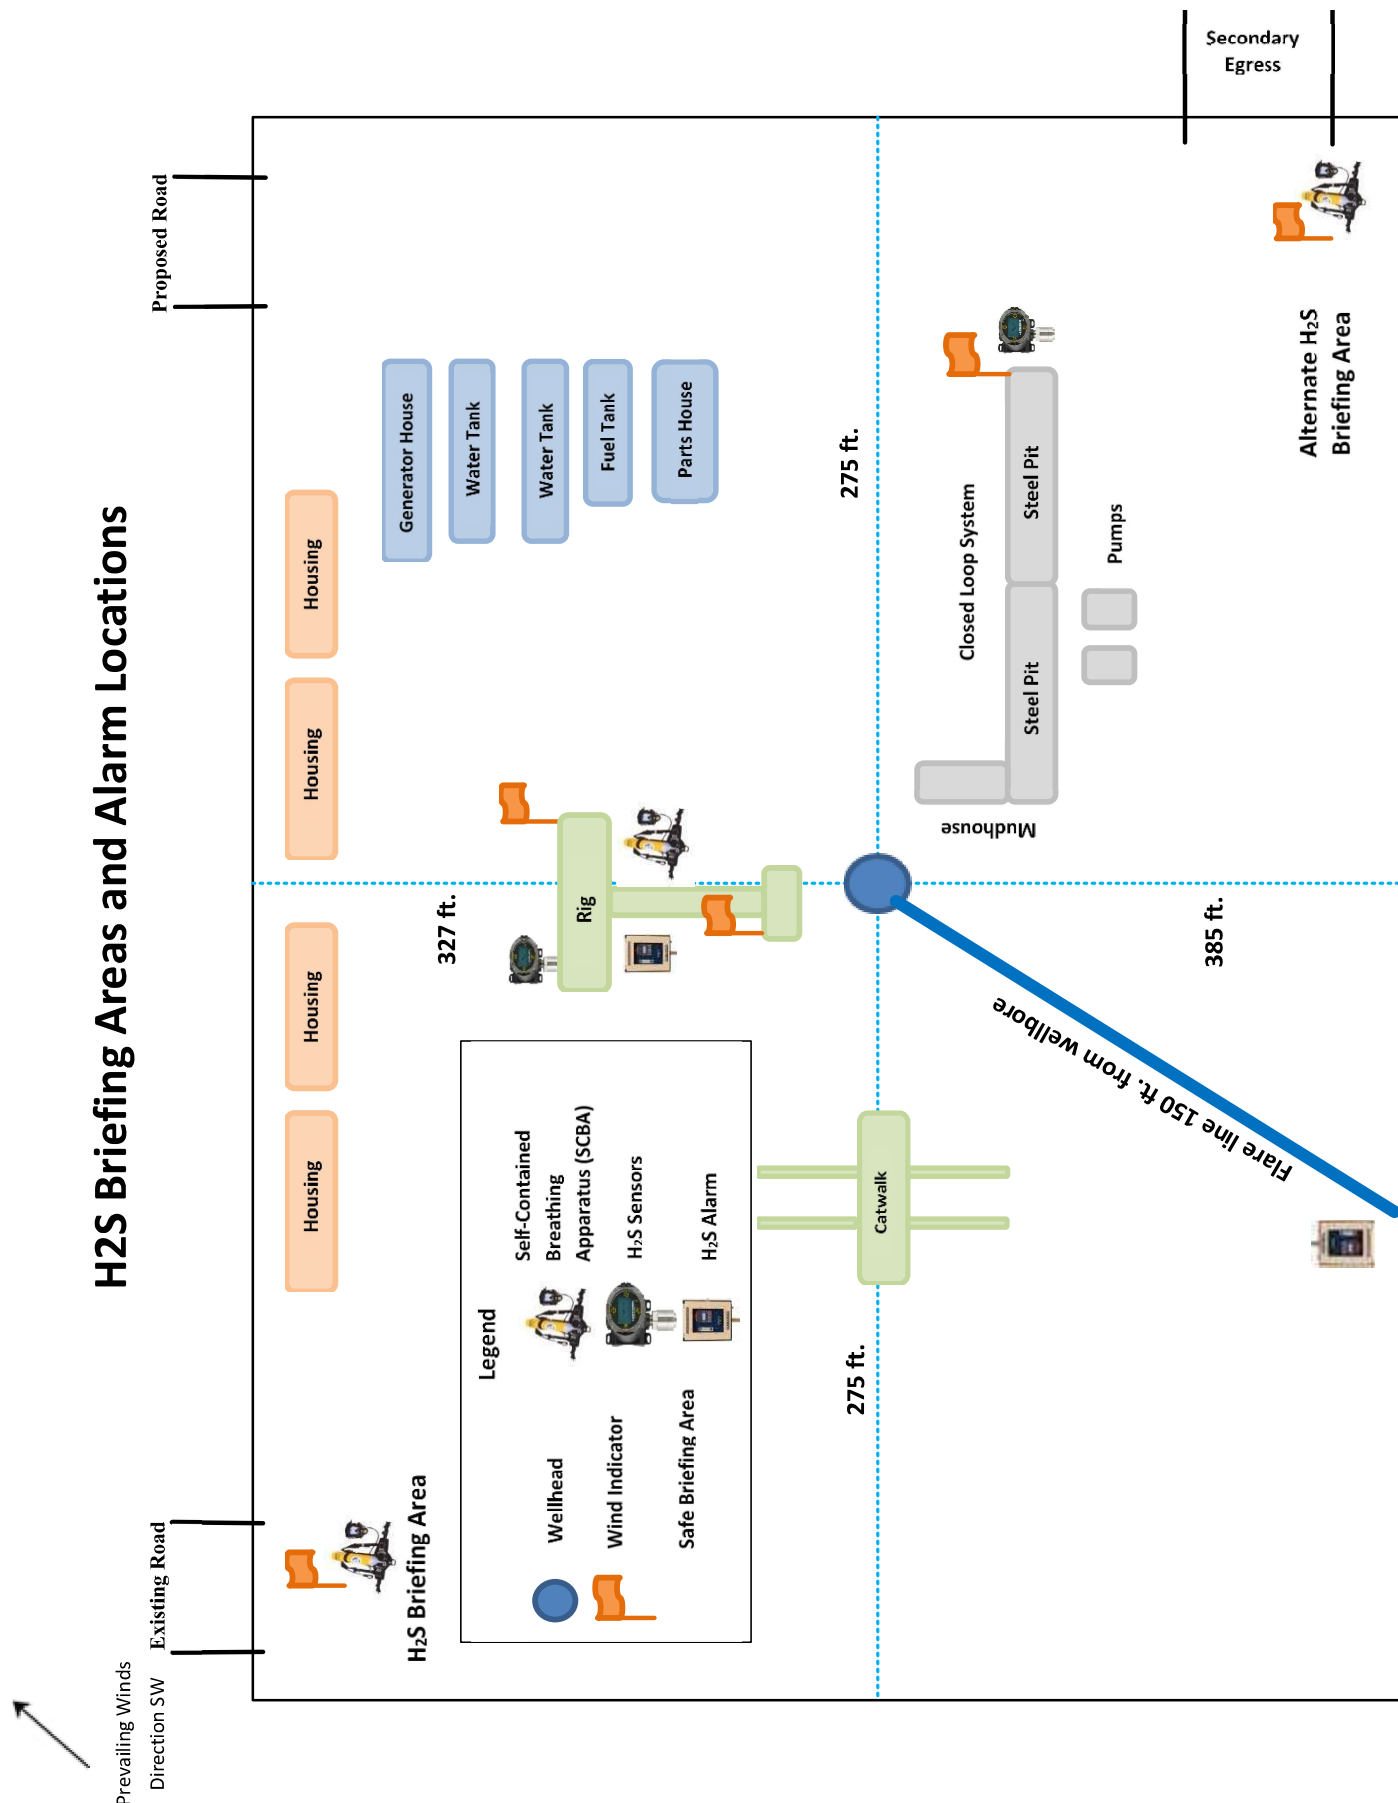 H2S Briefing Areas and Alarm Locations
Prevailing Winds
Direction SW
Existing Road
Proposed Road
Secondary
Egress
Housing
Housing
Housing
Housing
H₂S Briefing Area
Generator House
Water Tank
Water Tank
Fuel Tank
Parts House
327 ft.
Rig
Legend
Wellhead
Wind Indicator
Safe Briefing Area
Self-Contained
Breathing
Apparatus (SCBA)
H₂S Sensors
H₂S Alarm
275 ft.
275 ft.
Catwalk
Mudhouse
Closed Loop System
Steel Pit
Steel Pit
Pumps
385 ft.
Flare line 150 ft. from wellbore
Alternate H₂S
Briefing Area